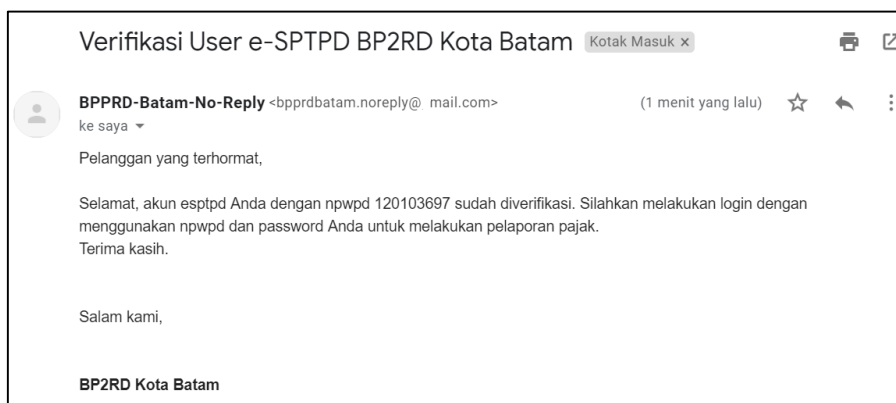 Verifikasi User e-SPTPD BP2RD Kota Batam Kotak Masuk x
BPPRD-Batam-No-Reply <bpprdbatam.noreply@ mail.com> (1 menit yang lalu)
ke saya
Pelanggan yang terhormat,
Selamat, akun esptpd Anda dengan npwpd 120103697 sudah diverifikasi. Silahkan melakukan login dengan
menggunakan npwpd dan password Anda untuk melakukan pelaporan pajak.
Terima kasih.
Salam kami,
BP2RD Kota Batam